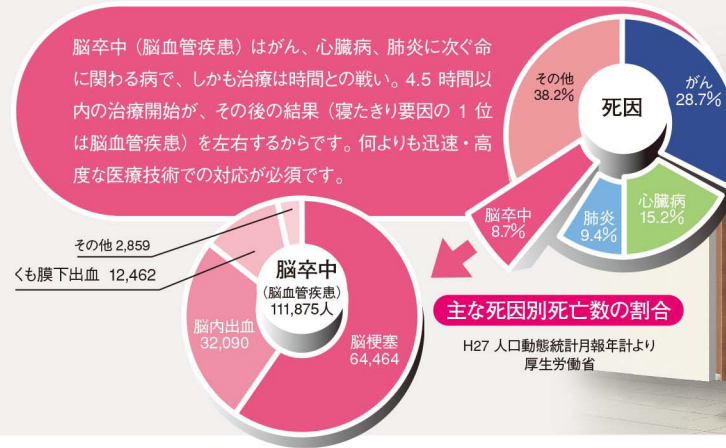 脳卒中（脳血管疾患）はがん、心臓病、肺炎に次ぐ命
に関わる病で、しかも治療は時間との戦い。4.5 時間以
内の治療開始が、その後の結果（寝たきり要因の 1 位
は脳血管疾患）を左右するからです。何よりも迅速・高
度な医療技術での対応が必須です。
死因
がん
28.7%
心臓病
15.2%
肺炎
9.4%
脳卒中
8.7%
その他
38.2%
脳卒中
(脳血管疾患)
111,875人
脳梗塞
64,464
脳内出血
32,090
くも膜下出血 12,462
その他 2,859
主な死因別死亡数の割合
H27 人口動態統計月報年計より
厚生労働省